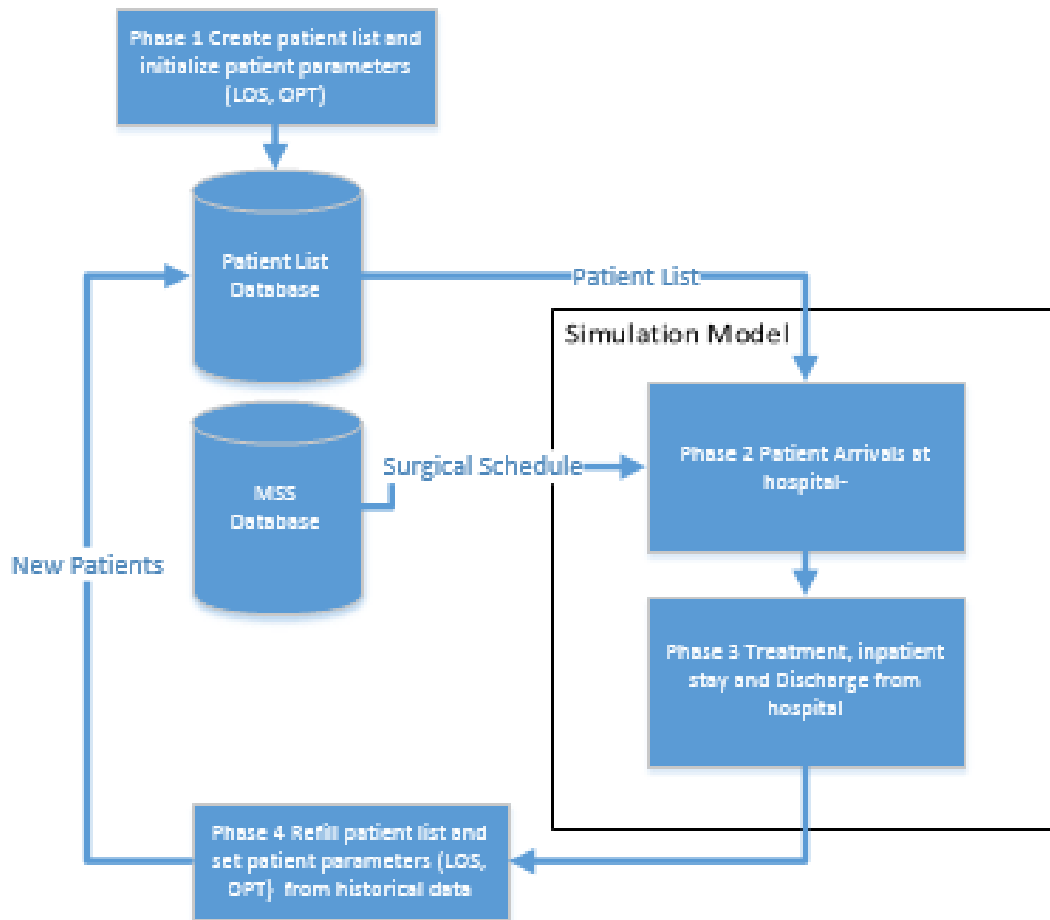 Phase 1 Create patient list and
initialize patient parameters
(LOS, OPT)
Patient List
Database
Patient List
Simulation Model
Phase 2 Patient Arrivals at
hospital-
Surgical Schedule
MSS
Database
New Patients
Phase 3 Treatment, inpatient
stay and Discharge from
hospital
Phase 4 Refill patient list and
set patient parameters (LOS,
OPT) from historical data